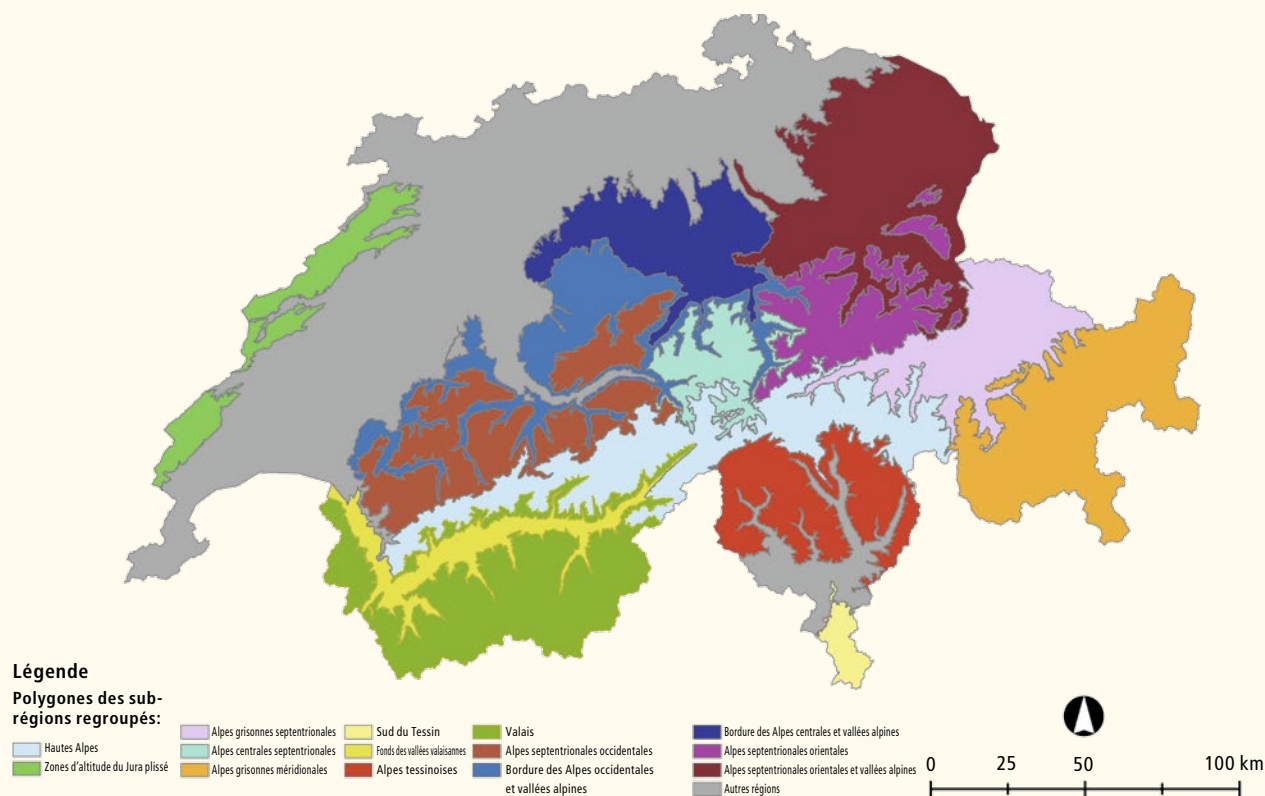 Légende
Polygones des sub-
régions regroupés:
Hautes Alpes
Zones d'altitude du Jura plissé
Alpes grisonnes septentrionales
Alpes centrales septentrionales
Alpes grisonnes méridionales
Sud du Tessin
Fonds des vallées valaisannes
Alpes tessinoises
Valais
Alpes septentrionales occidentales
Bordure des Alpes occidentales
et vallées alpines
Bordure des Alpes centrales et vallées alpines
Alpes septentrionales orientales
Alpes septentrionales orientales et vallées alpines
Autres régions
0 25 50 100 km